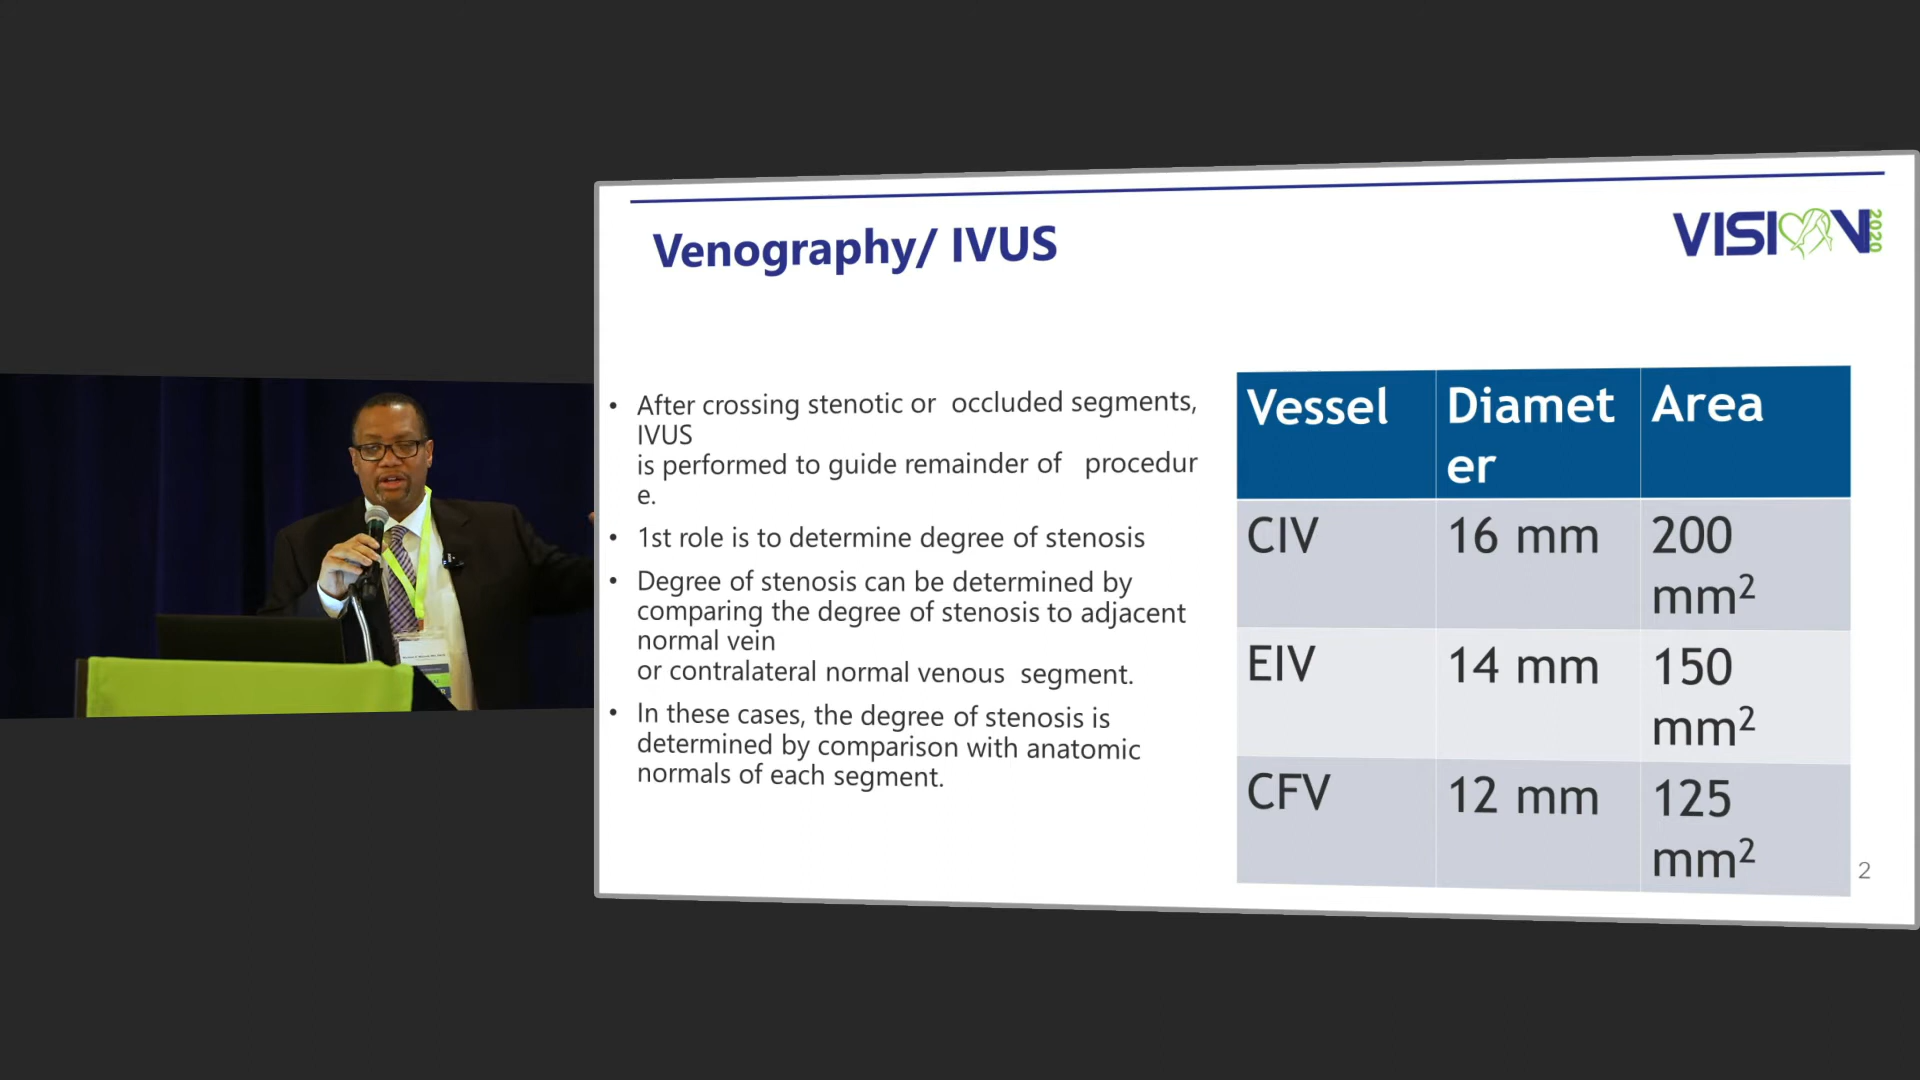 Venography/ IVUS
VISION 2020
• After crossing stenotic or occluded segments,
IVUS
is performed to guide remainder of procedur
e.
• 1st role is to determine degree of stenosis
• Degree of stenosis can be determined by
comparing the degree of stenosis to adjacent
normal vein
or contralateral normal venous segment.
• In these cases, the degree of stenosis is
determined by comparison with anatomic
normals of each segment.
Vessel Diamet Area
er
CIV 16 mm 200
mm²
EIV 14 mm 150
mm²
CFV 12 mm 125
mm²
2